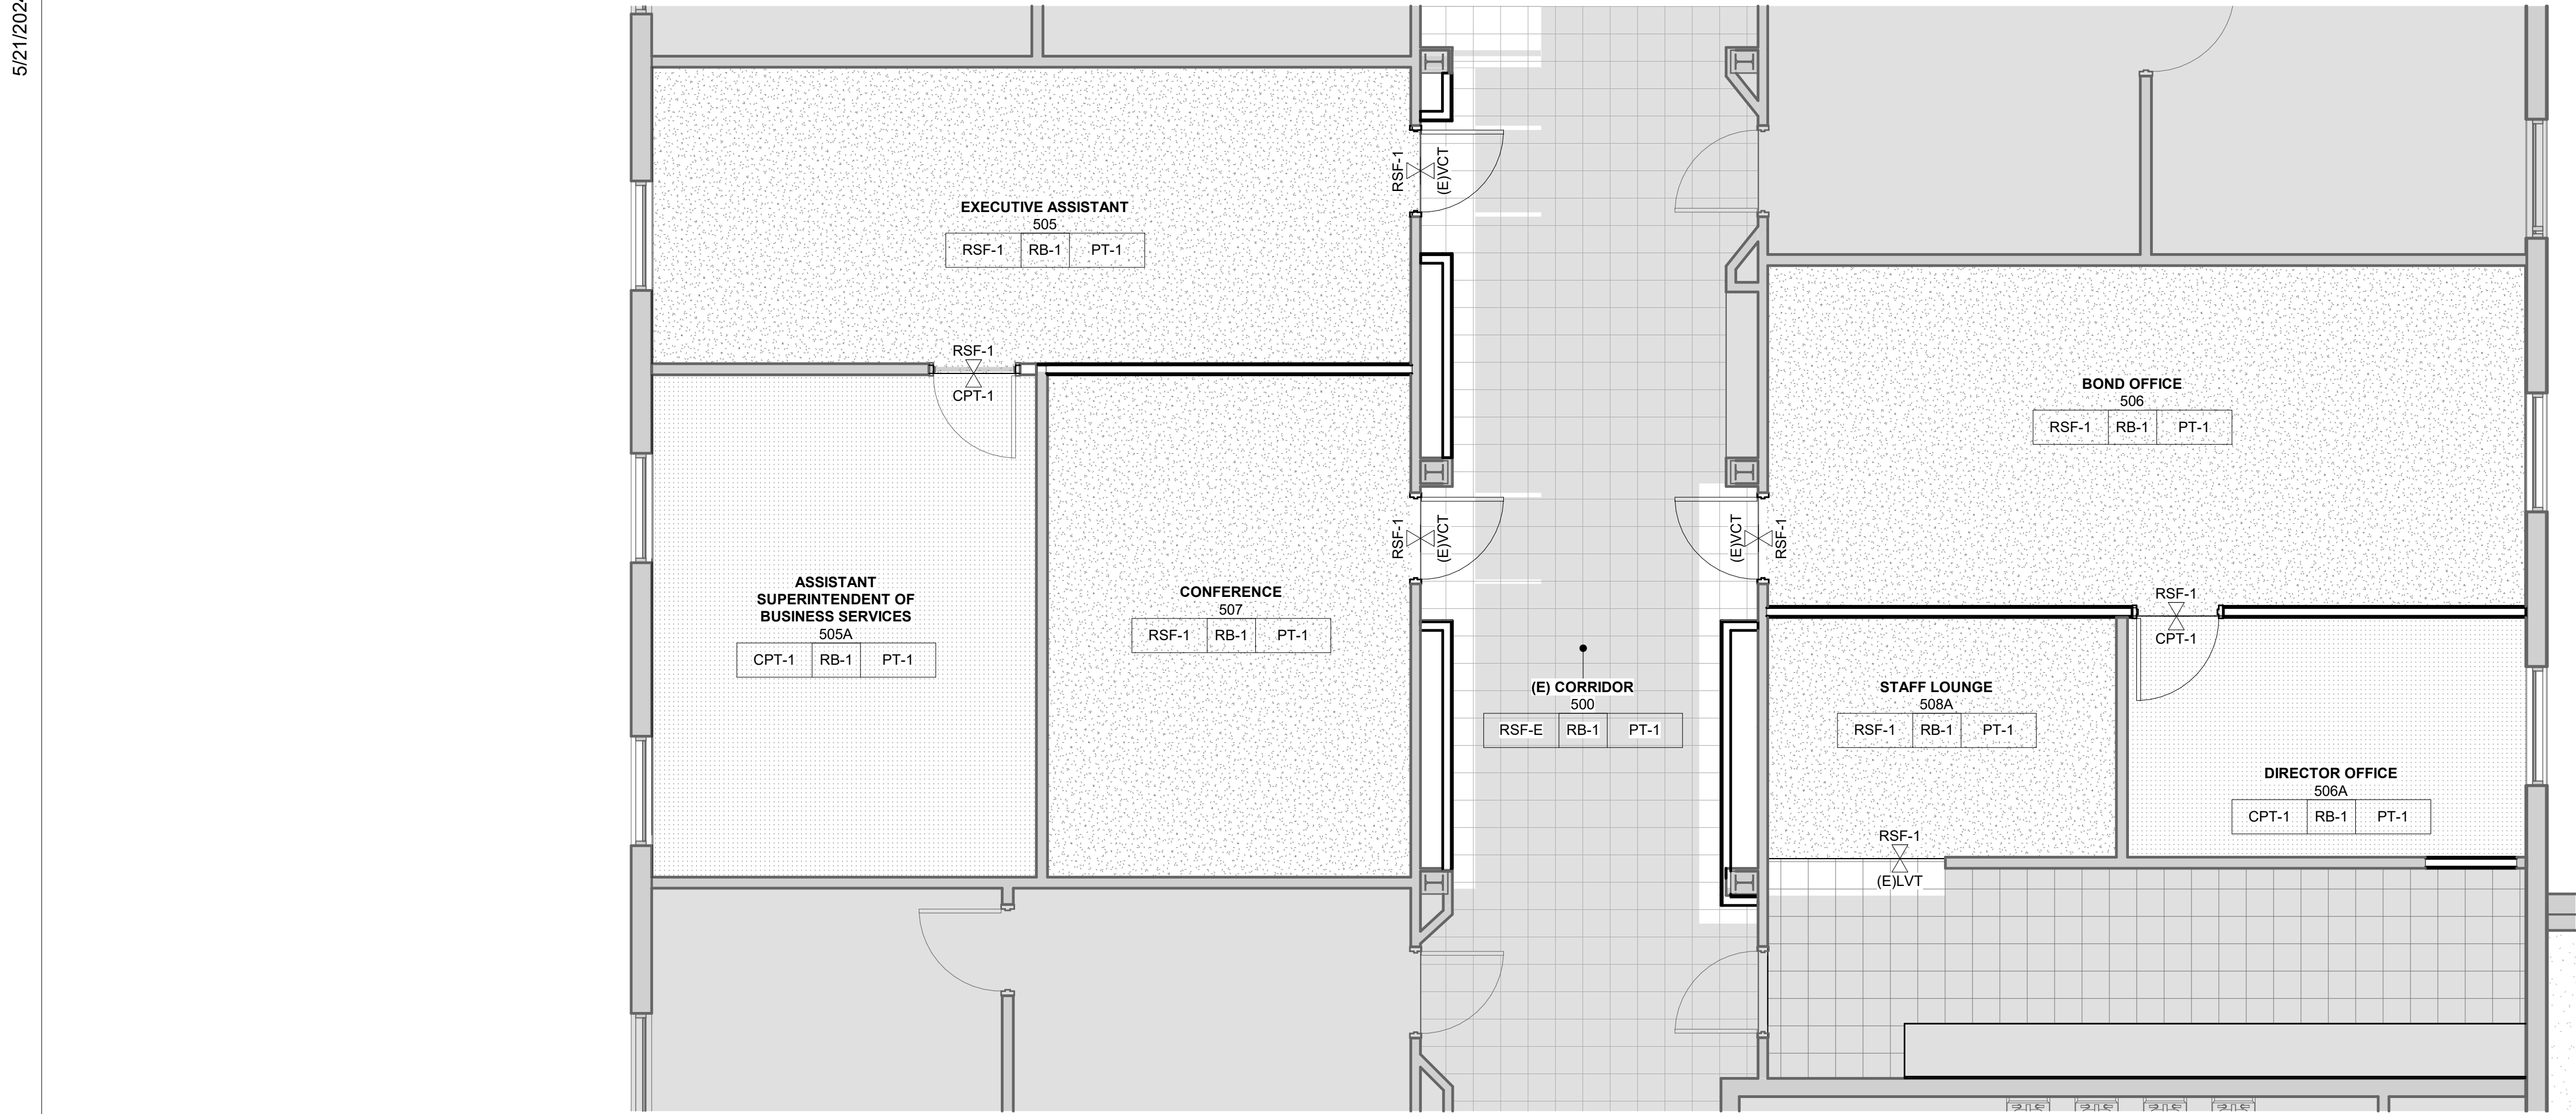 5/21/2024
EXECUTIVE ASSISTANT
505
RSF-1 RB-1 PT-1
RSF-1
(E)VCT
RSF-1
CPT-1
ASSISTANT
SUPERINTENDENT OF
BUSINESS SERVICES
505A
CPT-1 RB-1 PT-1
CONFERENCE
507
RSF-1 RB-1 PT-1
RSF-1
(E)VCT
(E) CORRIDOR
500
RSF-E RB-1 PT-1
(E)VCT
RSF-1
BOND OFFICE
506
RSF-1 RB-1 PT-1
RSF-1
CPT-1
STAFF LOUNGE
508A
RSF-1 RB-1 PT-1
RSF-1
(E)LVT
DIRECTOR OFFICE
506A
CPT-1 RB-1 PT-1